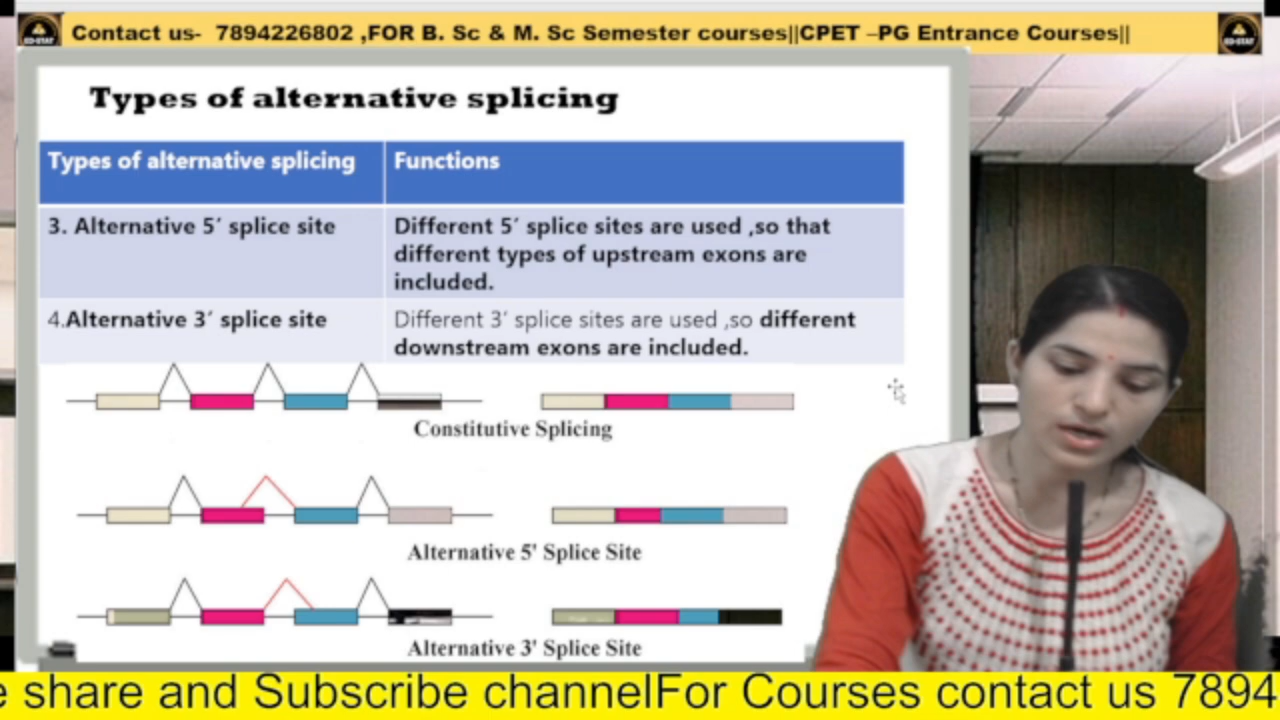 Contact us- 7894226802 ,FOR B. Sc & M. Sc Semester courses||CPET –PG Entrance Courses||
ED-STAT
ED-STAT
Types of alternative splicing
Types of alternative splicing
Functions
3. Alternative 5′ splice site
Different 5′ splice sites are used ,so that
different types of upstream exons are
included.
4.Alternative 3′ splice site
Different 3′ splice sites are used ,so different
downstream exons are included.
Constitutive Splicing
Alternative 5' Splice Site
Alternative 3' Splice Site
e share and Subscribe channelFor Courses contact us 7894